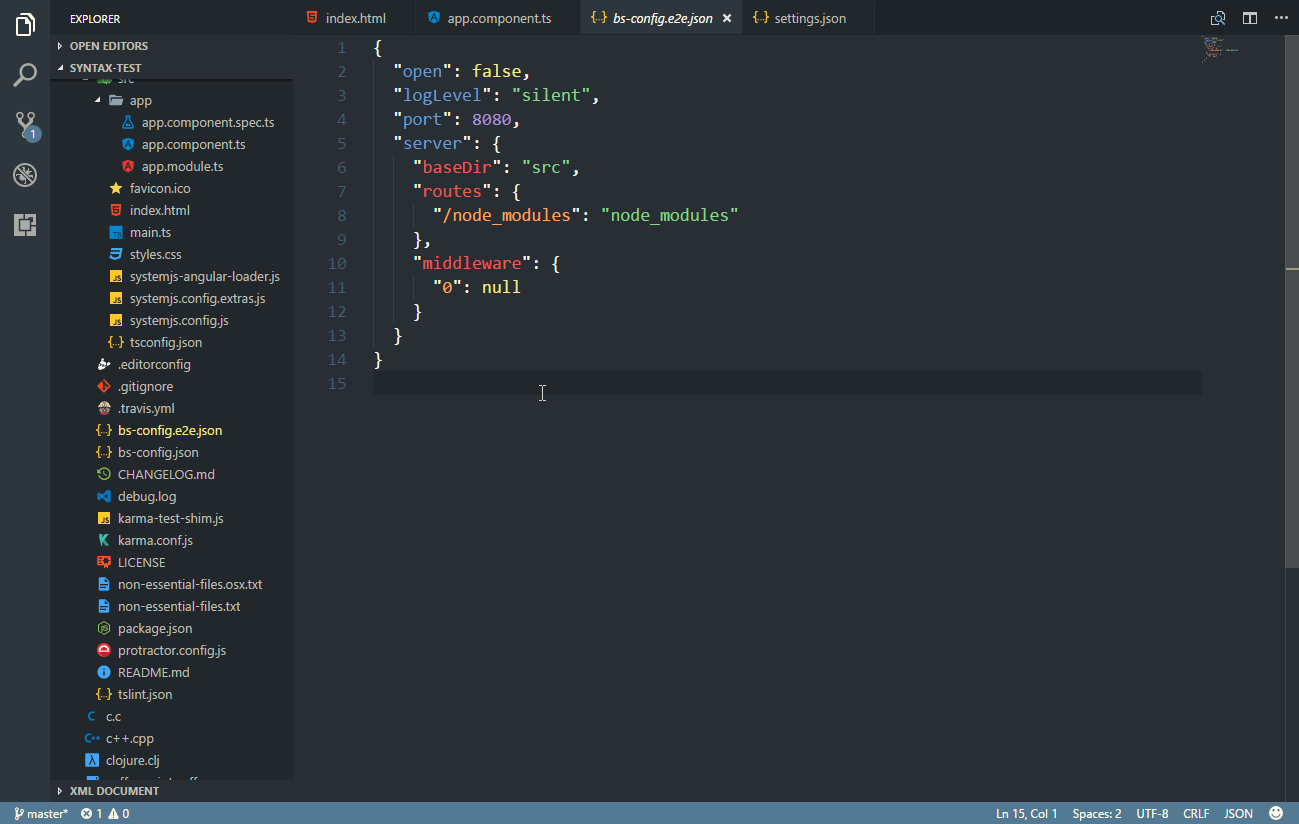 EXPLORER
OPEN EDITORS
SYNTAX-TEST
src
app
app.component.spec.ts
app.component.ts
app.module.ts
favicon.ico
index.html
main.ts
styles.css
systemjs-angular-loader.js
systemjs.config.extras.js
systemjs.config.js
tsconfig.json
.editorconfig
.gitignore
.travis.yml
bs-config.e2e.json
bs-config.json
CHANGELOG.md
debug.log
karma-test-shim.js
karma.conf.js
LICENSE
non-essential-files.osx.txt
non-essential-files.txt
package.json
protractor.config.js
README.md
tslint.json
c.c
c++.cpp
clojure.clj
XML DOCUMENT
1
index.html app.component.ts bs-config.e2e.json × settings.json
1 {
2 "open": false,
3 "logLevel": "silent",
4 "port": 8080,
5 "server": {
6 "baseDir": "src",
7 "routes": {
8 "/node_modules": "node_modules"
9 },
10 "middleware": {
11 "0": null
12 }
13 }
14 }
15
master* 1 0 Ln 15, Col 1 Spaces: 2 UTF-8 CRLF JSON